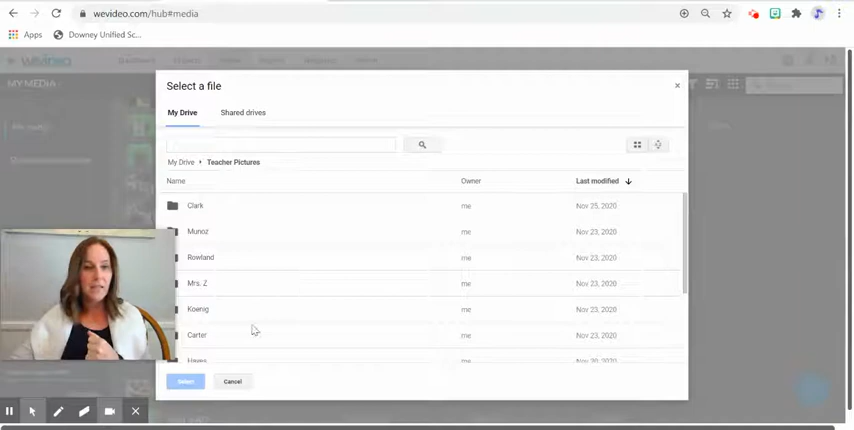 wevideo.com/hub#media
Apps Downey Unified Sc...
wevideo
MY MEDIA
Select a file
My Drive Shared drives
My Drive Teacher Pictures
Name Owner Last modified
Clark me Nov 25, 2020
Munoz me Nov 23, 2020
Rowland me Nov 23, 2020
Mrs. Z me Nov 23, 2020
Koenig me Nov 23, 2020
Carter me Nov 23, 2020
Hayes me Nov 20, 2020
Select Cancel